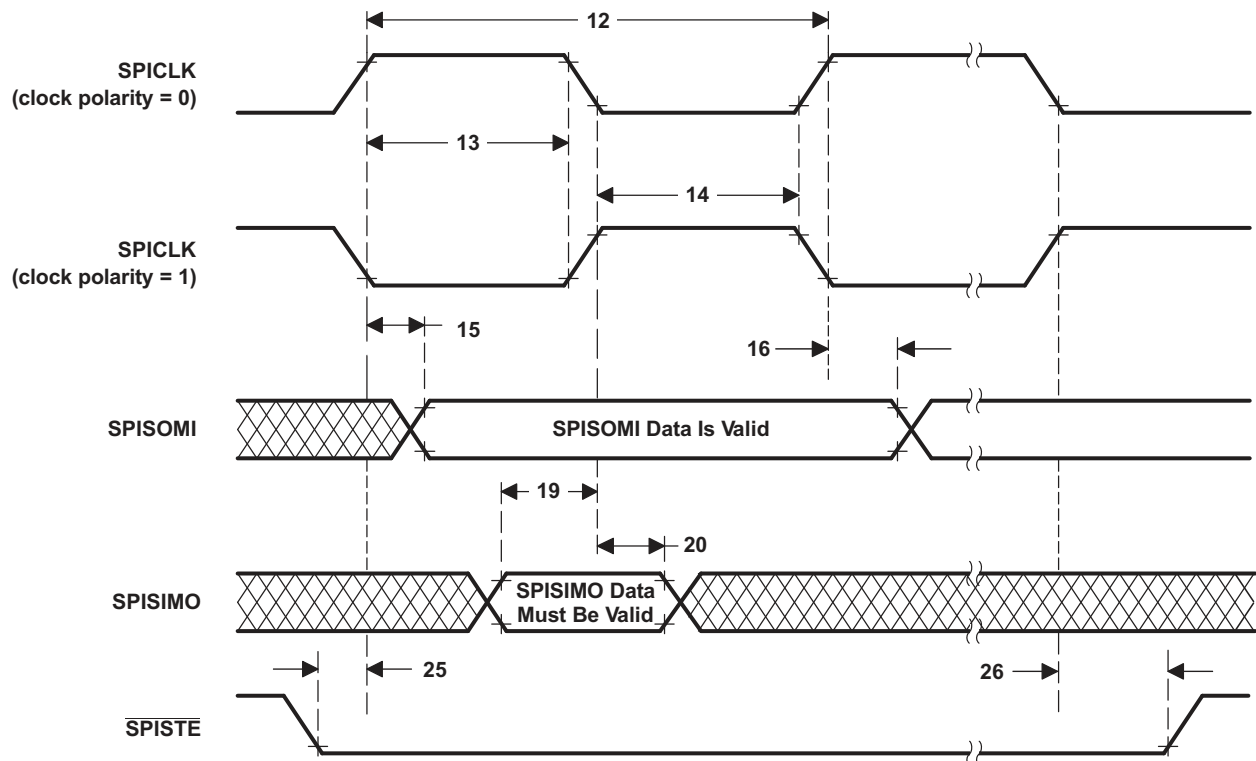 12
SPICLK
(clock polarity = 0)
13
14
SPICLK
(clock polarity = 1)
15
16
SPISOMI
SPISOMI Data Is Valid
19
20
SPISIMO
SPISIMO Data
Must Be Valid
25
26
SPISTE